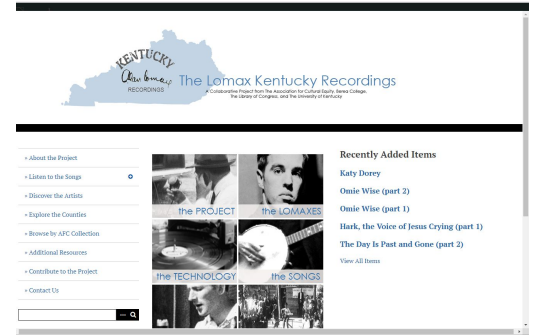 KENTUCKY
Alan Lomax
RECORDINGS
The Lomax Kentucky Recordings
A Collaborative Project from The Association for Cultural Equity, Berea College,
The Library of Congress, and The University of Kentucky
» About the Project
» Listen to the Songs
» Discover the Artists
» Explore the Counties
» Browse by AFC Collection
» Additional Resources
» Contribute to the Project
» Contact Us
the PROJECT
the LOMAXES
the TECHNOLOGY
the SONGS
Recently Added Items
Katy Dorey
Omie Wise (part 2)
Omie Wise (part 1)
Hark, the Voice of Jesus Crying (part 1)
The Day Is Past and Gone (part 2)
View All Items